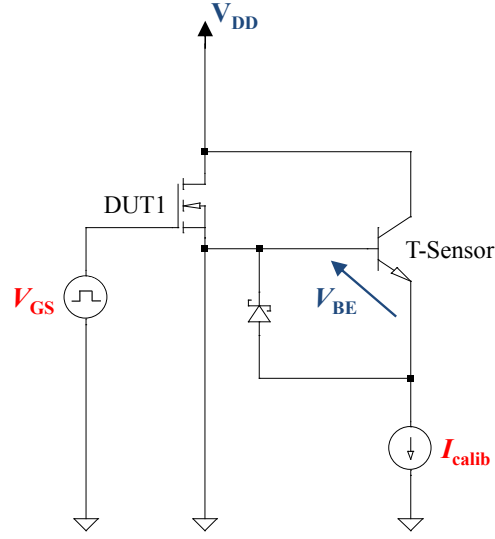 VDD
DUT1
T-Sensor
VGS
VBE
Icalib